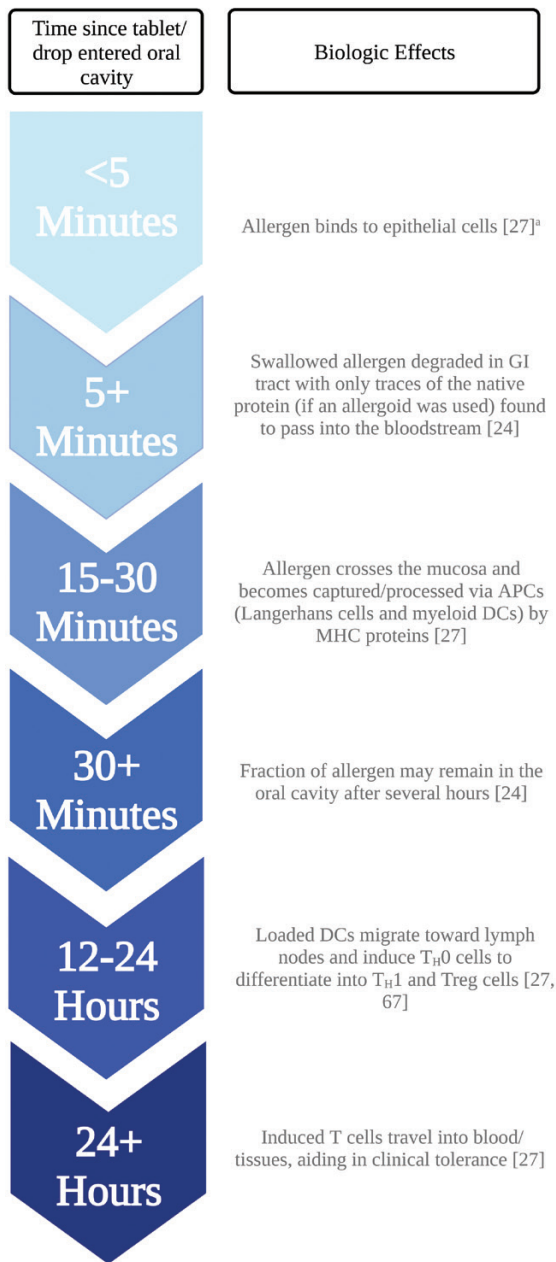 Time since tablet/
drop entered oral
cavity
Biologic Effects
<5
Minutes
Allergen binds to epithelial cells [27]ᵃ
5+
Minutes
Swallowed allergen degraded in GI
tract with only traces of the native
protein (if an allergoid was used) found
to pass into the bloodstream [24]
15-30
Minutes
Allergen crosses the mucosa and
becomes captured/processed via APCs
(Langerhans cells and myeloid DCs) by
MHC proteins [27]
30+
Minutes
Fraction of allergen may remain in the
oral cavity after several hours [24]
12-24
Hours
Loaded DCs migrate toward lymph
nodes and induce T_H0 cells to
differentiate into T_H1 and Treg cells [27,
67]
24+
Hours
Induced T cells travel into blood/
tissues, aiding in clinical tolerance [27]